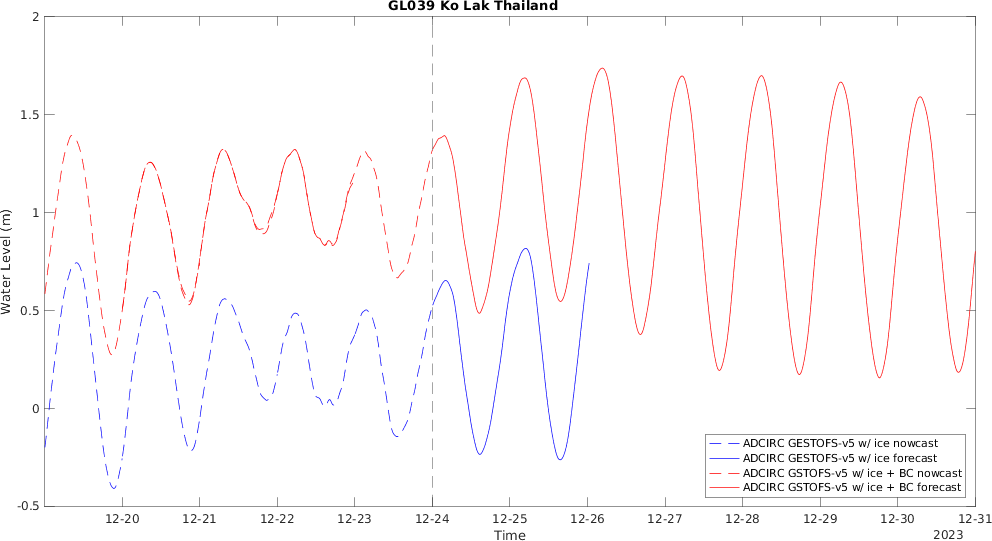 GL039 Ko Lak Thailand
2
1.5
1
0.5
0
-0.5
Water Level (m)
ADCIRC GESTOFS-v5 w/ ice nowcast
ADCIRC GESTOFS-v5 w/ ice forecast
ADCIRC GSTOFS-v5 w/ ice + BC nowcast
ADCIRC GSTOFS-v5 w/ ice + BC forecast
12-20 12-21 12-22 12-23 12-24 12-25 12-26 12-27 12-28 12-29 12-30 12-31
Time
2023